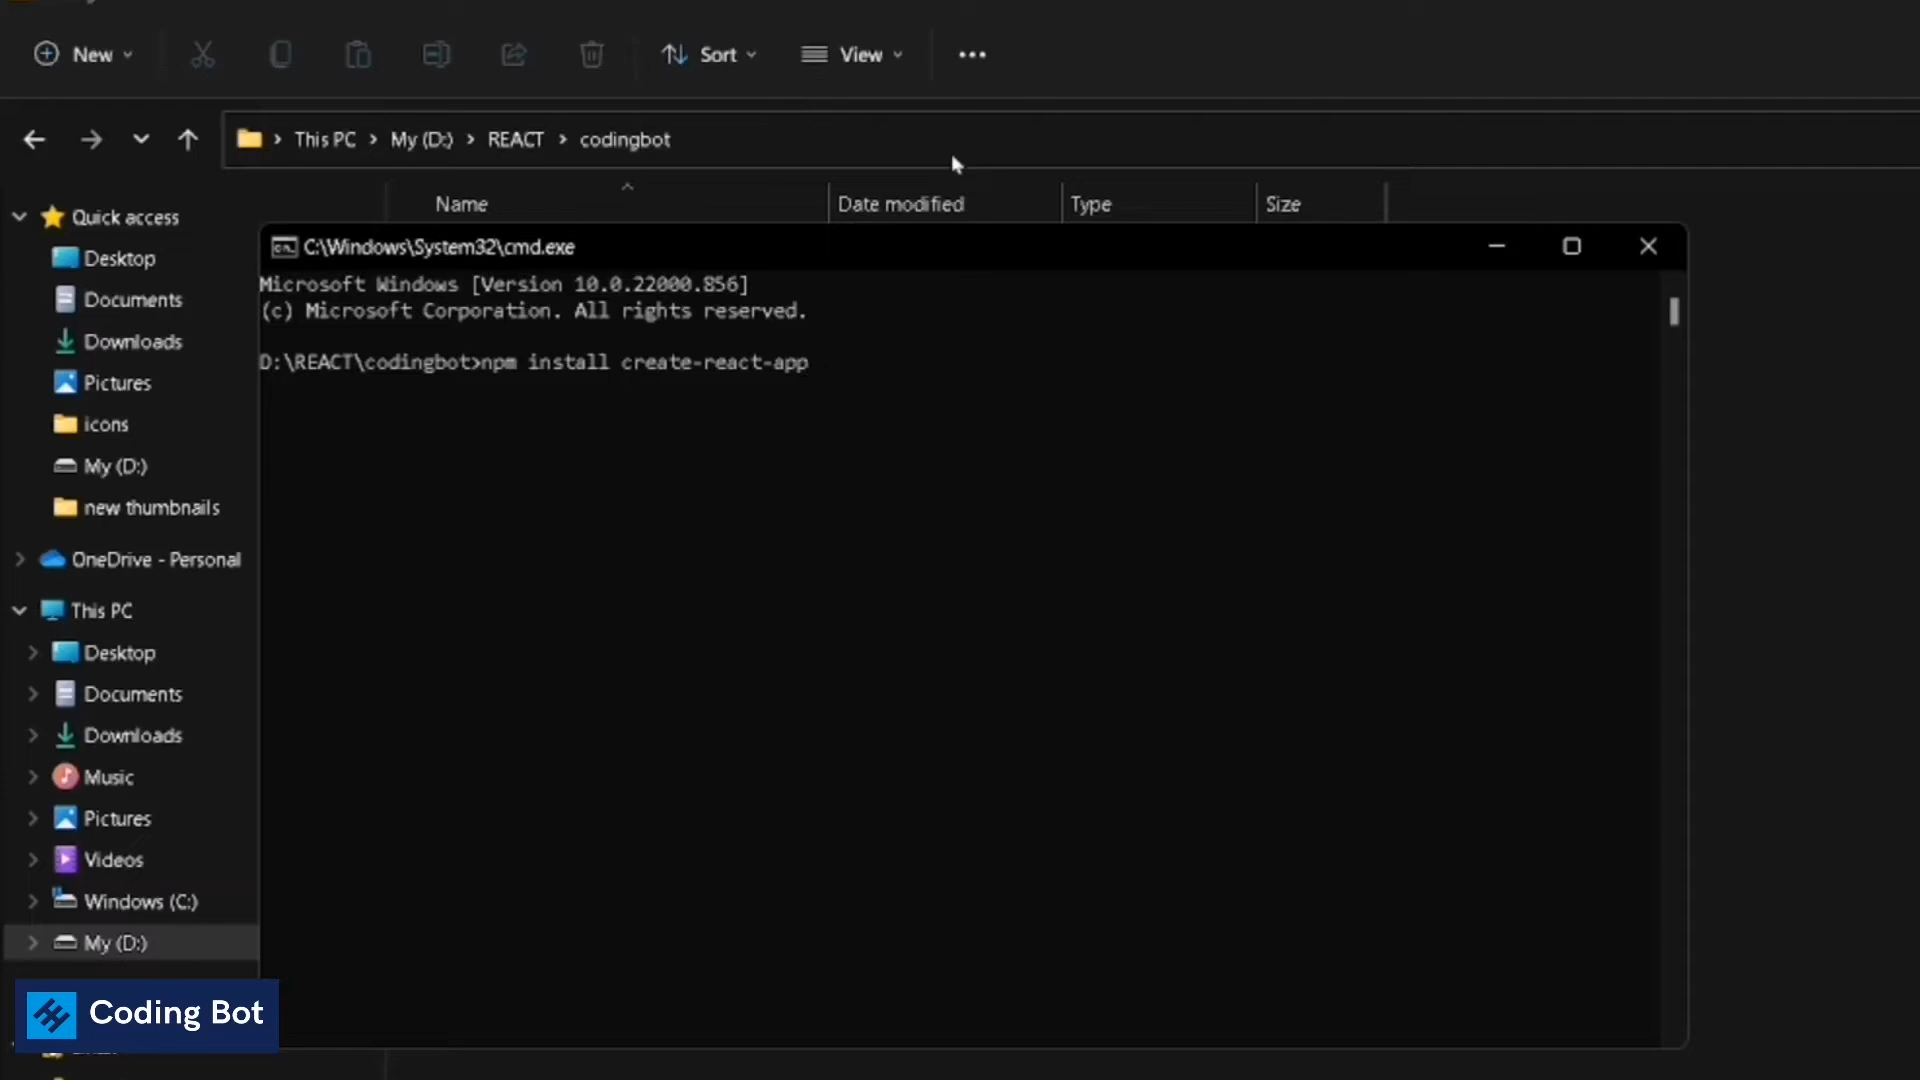 New
Sort
View
This PC
My (D:)
REACT
codingbot
Name
Date modified
Type
Size
Quick access
Desktop
Documents
Downloads
Pictures
icons
My (D:)
new thumbnails
OneDrive - Personal
This PC
Desktop
Documents
Downloads
Music
Pictures
Videos
Windows (C:)
My (D:)
C:\Windows\System32\cmd.exe
Microsoft Windows [Version 10.0.22000.856]
(c) Microsoft Corporation. All rights reserved.
D:\REACT\codingbot>npm install create-react-app
Coding Bot